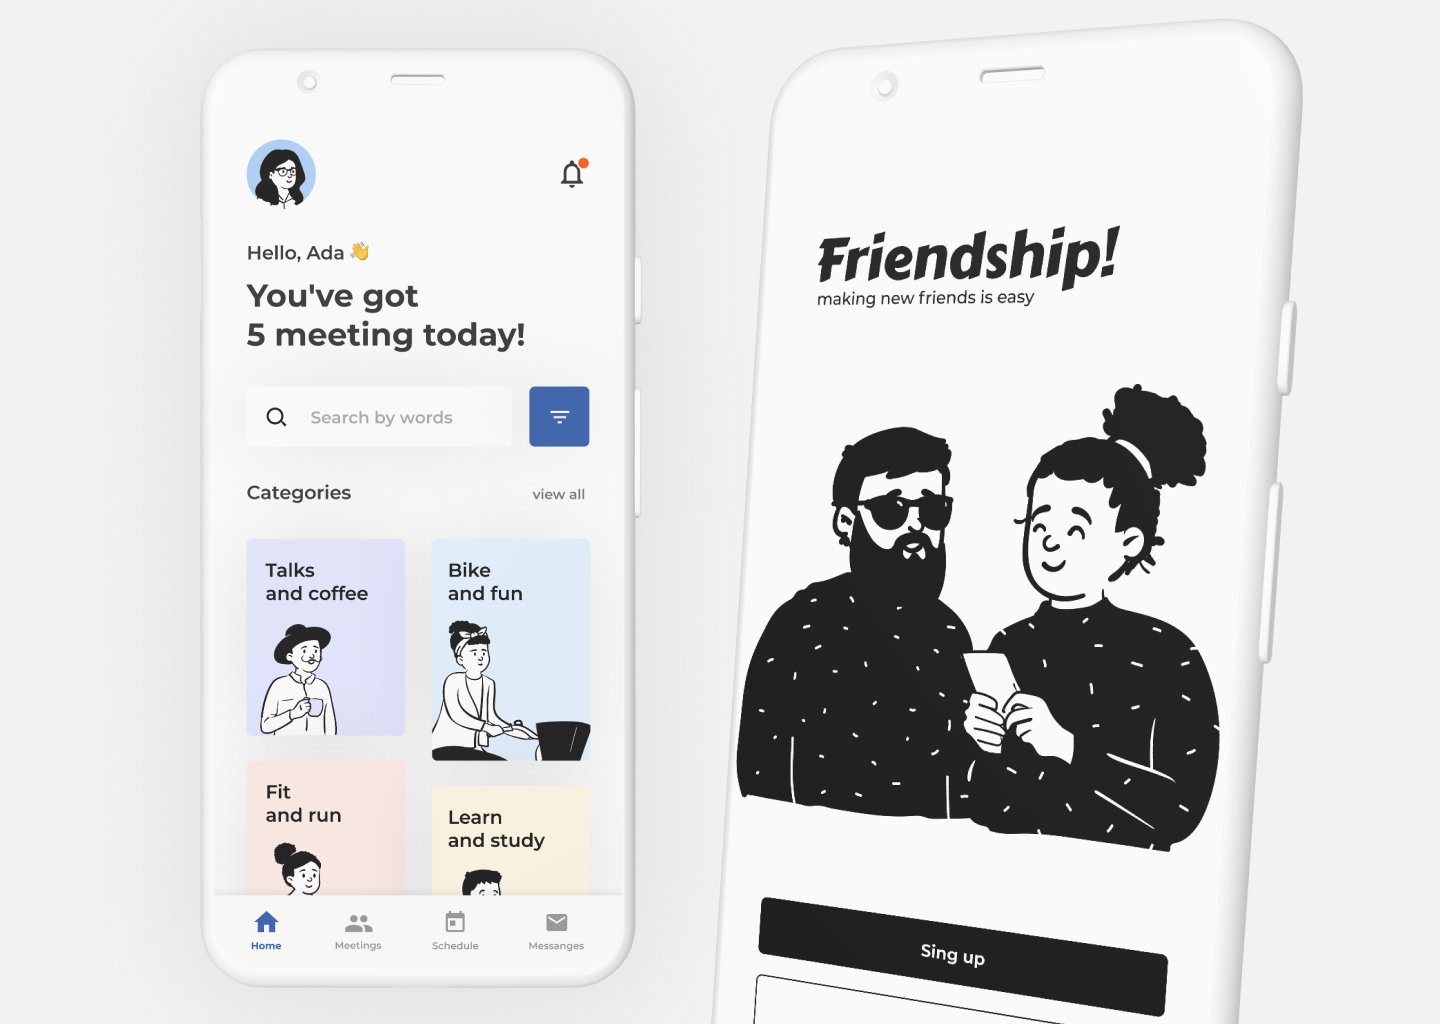 Hello, Ada 👋
You've got
5 meeting today!
Search by words
Categories
view all
Talks
and coffee
Bike
and fun
Fit
and run
Learn
and study
Home
Meetings
Schedule
Messanges
Friendship!
making new friends is easy
Sing up